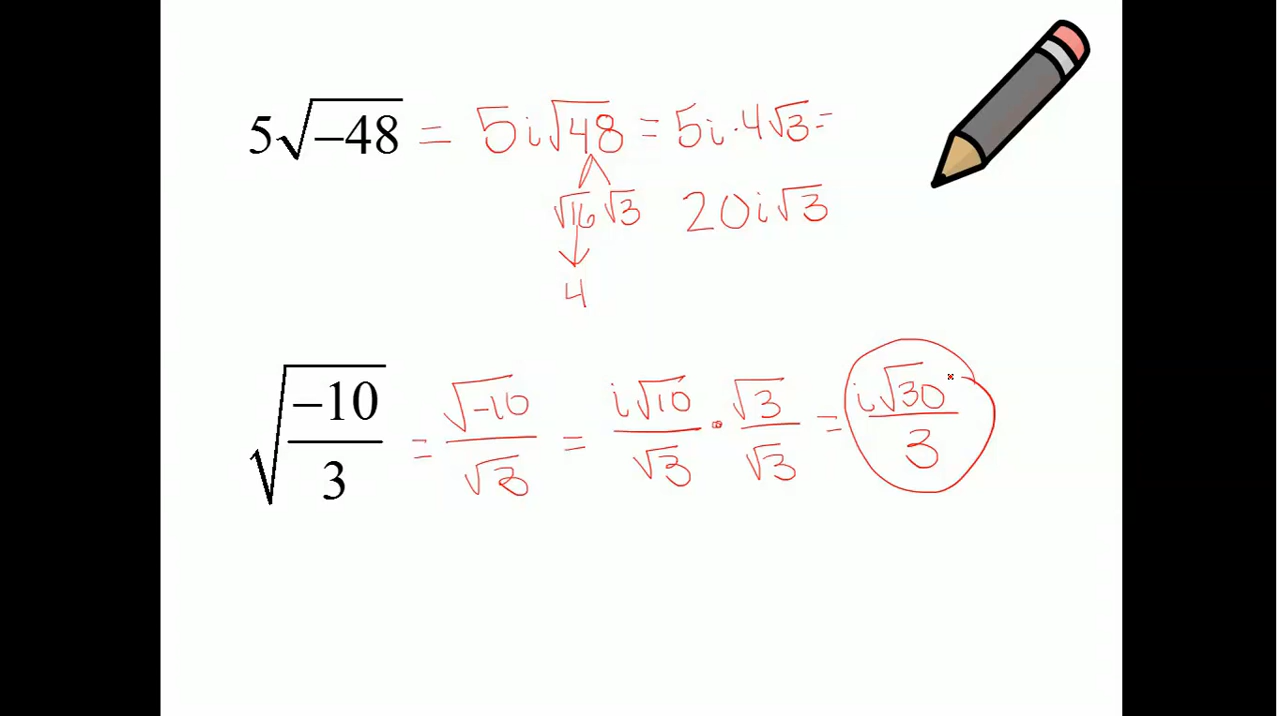 5√−48 = 5i√48 = 5i·4√3 =
√16 √3 20i√3
4
√(−10/3) = √−10/√3 = i√10/√3 · √3/√3 = i√30/3